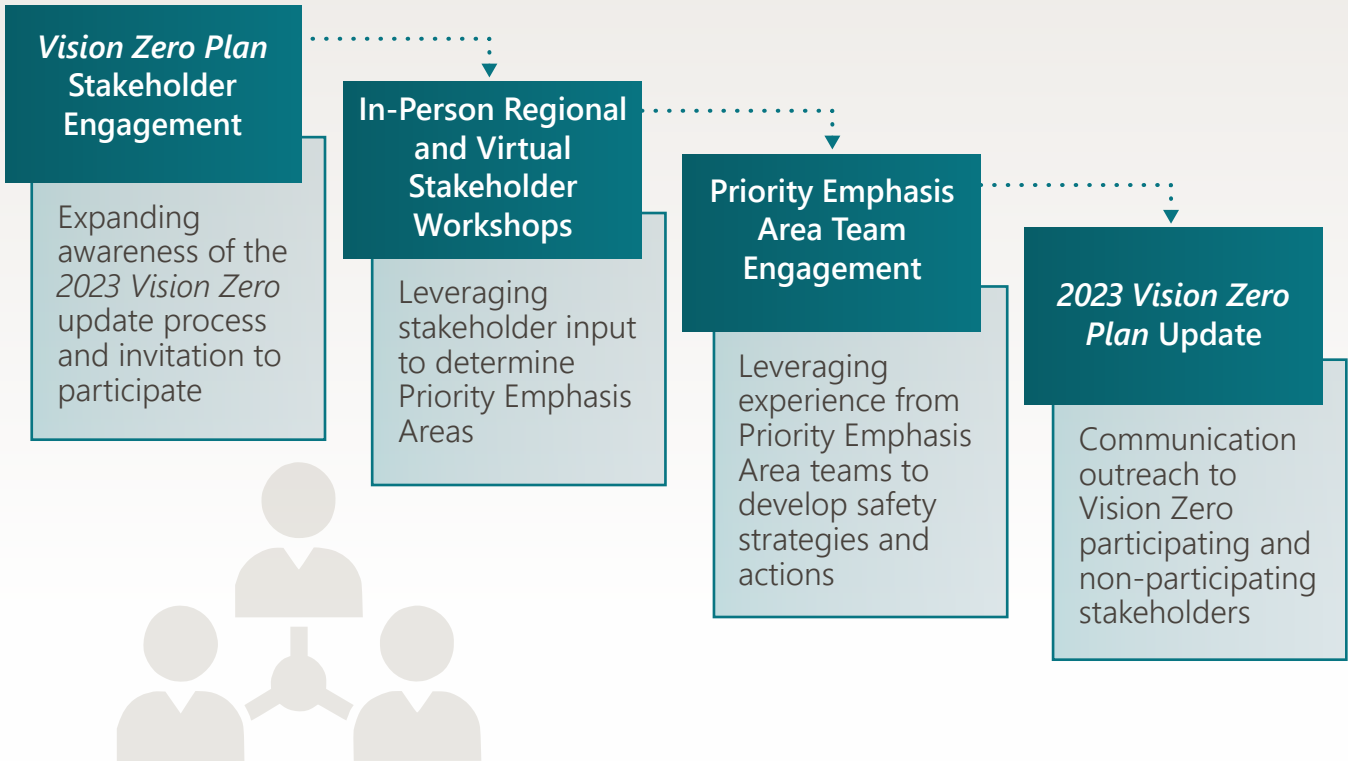 Vision Zero Plan
Stakeholder
Engagement
Expanding
awareness of the
2023 Vision Zero
update process
and invitation to
participate
In-Person Regional
and Virtual
Stakeholder
Workshops
Leveraging
stakeholder input
to determine
Priority Emphasis
Areas
Priority Emphasis
Area Team
Engagement
Leveraging
experience from
Priority Emphasis
Area teams to
develop safety
strategies and
actions
2023 Vision Zero
Plan Update
Communication
outreach to
Vision Zero
participating and
non-participating
stakeholders